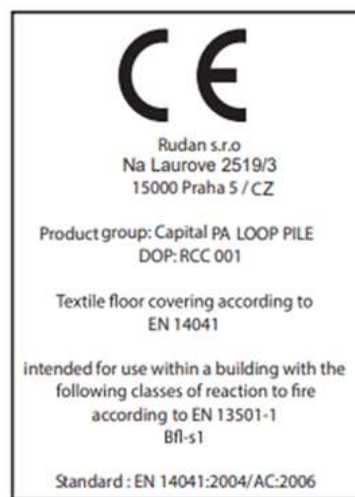 CE
Rudan s.r.o
Na Laurove 2519/3
15000 Praha 5 / CZ
Product group: Capital PA LOOP PILE
DOP: RCC 001
Textile floor covering according to
EN 14041
intended for use within a building with the
following classes of reaction to fire
according to EN 13501-1
Bfl-s1
Standard : EN 14041:2004/AC:2006